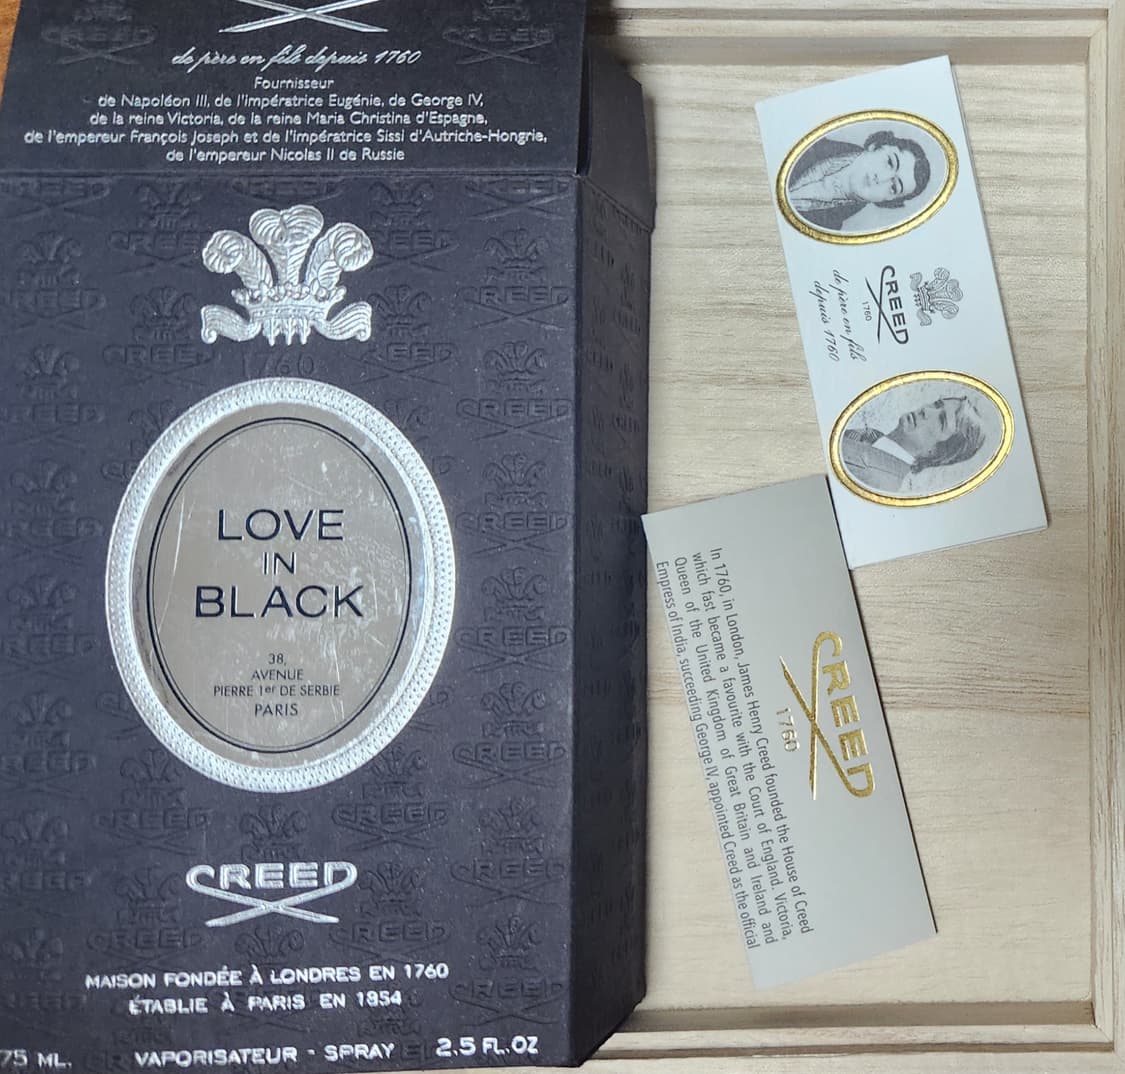 de père en fils depuis 1760
Fournisseur
de Napoléon III, de l'impératrice Eugénie, de George IV,
de la reine Victoria, de la reine Maria Christina d'Espagne,
de l'empereur François Joseph et de l'impératrice Sissi d'Autriche-Hongrie,
de l'empereur Nicolas II de Russie
1760
LOVE
IN
BLACK
38,
AVENUE
PIERRE 1er DE SERBIE
PARIS
CREED
MAISON FONDÉE À LONDRES EN 1760
ÉTABLIE À PARIS EN 1854
75 ML.
VAPORISATEUR - SPRAY
2.5 FL.OZ
CREED
1760
de père en fils
depuis 1760
CREED
1760
In 1760, in London, James Henry Creed founded the House of Creed
which fast became a favourite with the Court of England. Victoria,
Queen of the United Kingdom of Great Britain and Ireland and
Empress of India, succeeding George IV, appointed Creed as the official